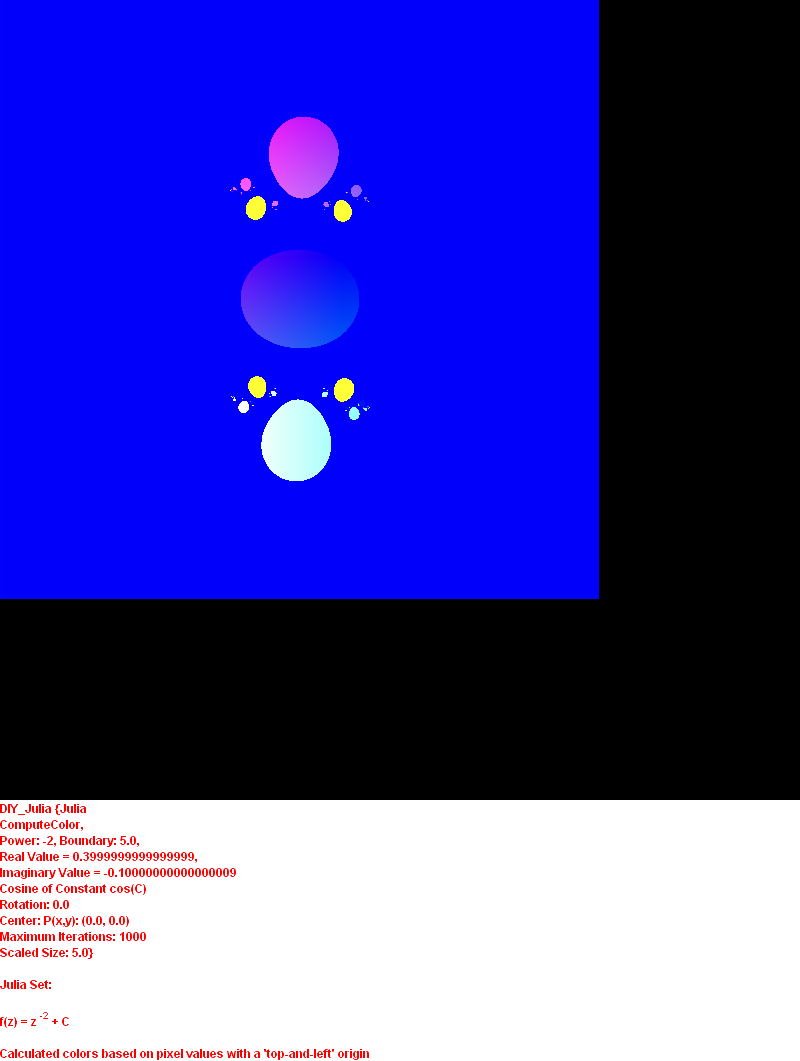 DIY_Julia {Julia
ComputeColor,
Power: -2, Boundary: 5.0,
Real Value = 0.3999999999999999,
Imaginary Value = -0.10000000000000009
Cosine of Constant cos(C)
Rotation: 0.0
Center: P(x,y): (0.0, 0.0)
Maximum Iterations: 1000
Scaled Size: 5.0}
Julia Set:
f(z) = z -2 + C
Calculated colors based on pixel values with a 'top-and-left' origin